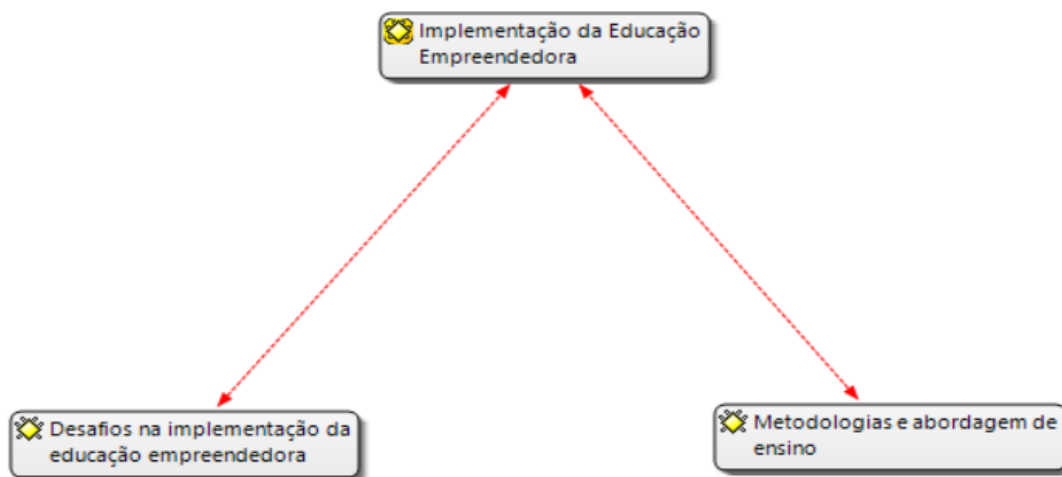 Implementação da Educação
Empreendedora
Desafios na implementação da
educação empreendedora
Metodologias e abordagem de
ensino